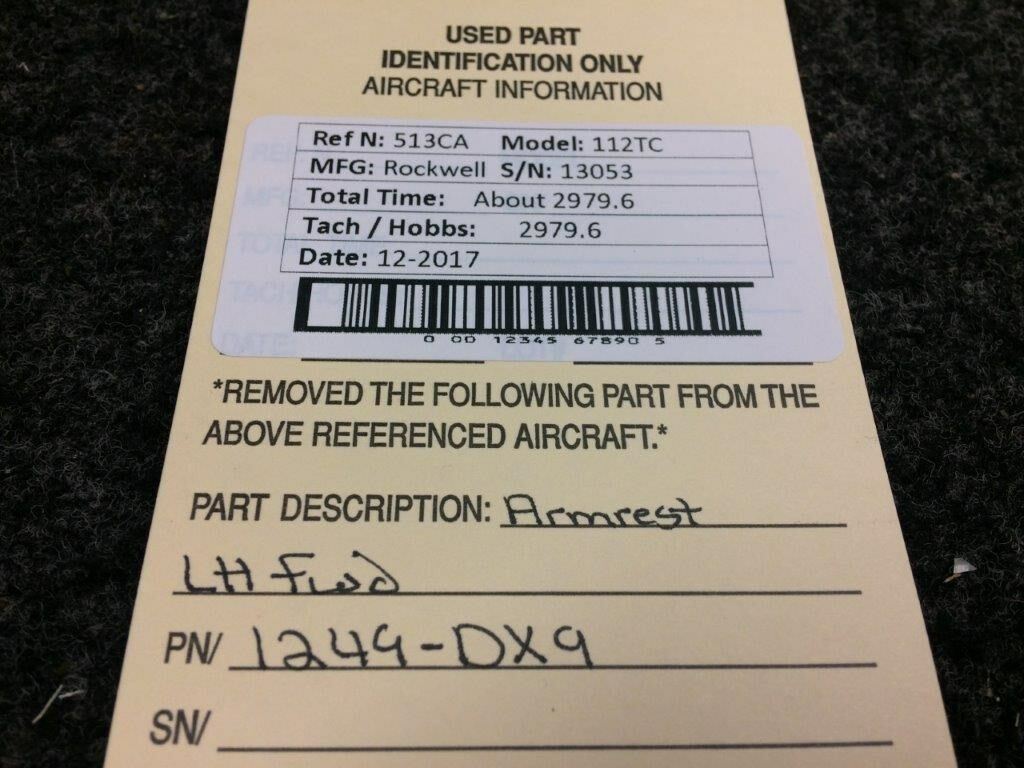 USED PART
IDENTIFICATION ONLY
AIRCRAFT INFORMATION
Ref N: 513CA Model: 112TC
MFG: Rockwell S/N: 13053
Total Time: About 2979.6
Tach / Hobbs: 2979.6
Date: 12-2017
0 00 12345 67890 5
*REMOVED THE FOLLOWING PART FROM THE
ABOVE REFERENCED AIRCRAFT.*
PART DESCRIPTION: Armrest
LH Fwd
PN/ 1249-DX9
SN/